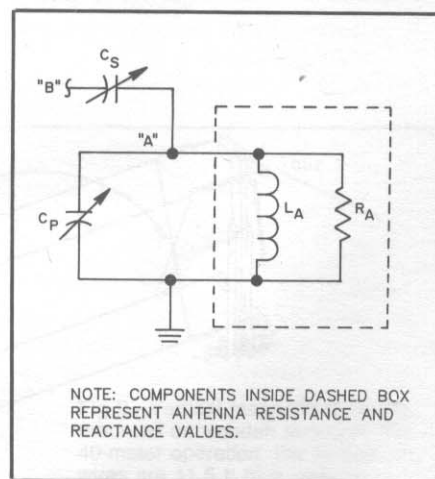 C_S
"B"
"A"
C_P
L_A
R_A
NOTE: COMPONENTS INSIDE DASHED BOX
REPRESENT ANTENNA RESISTANCE AND
REACTANCE VALUES.